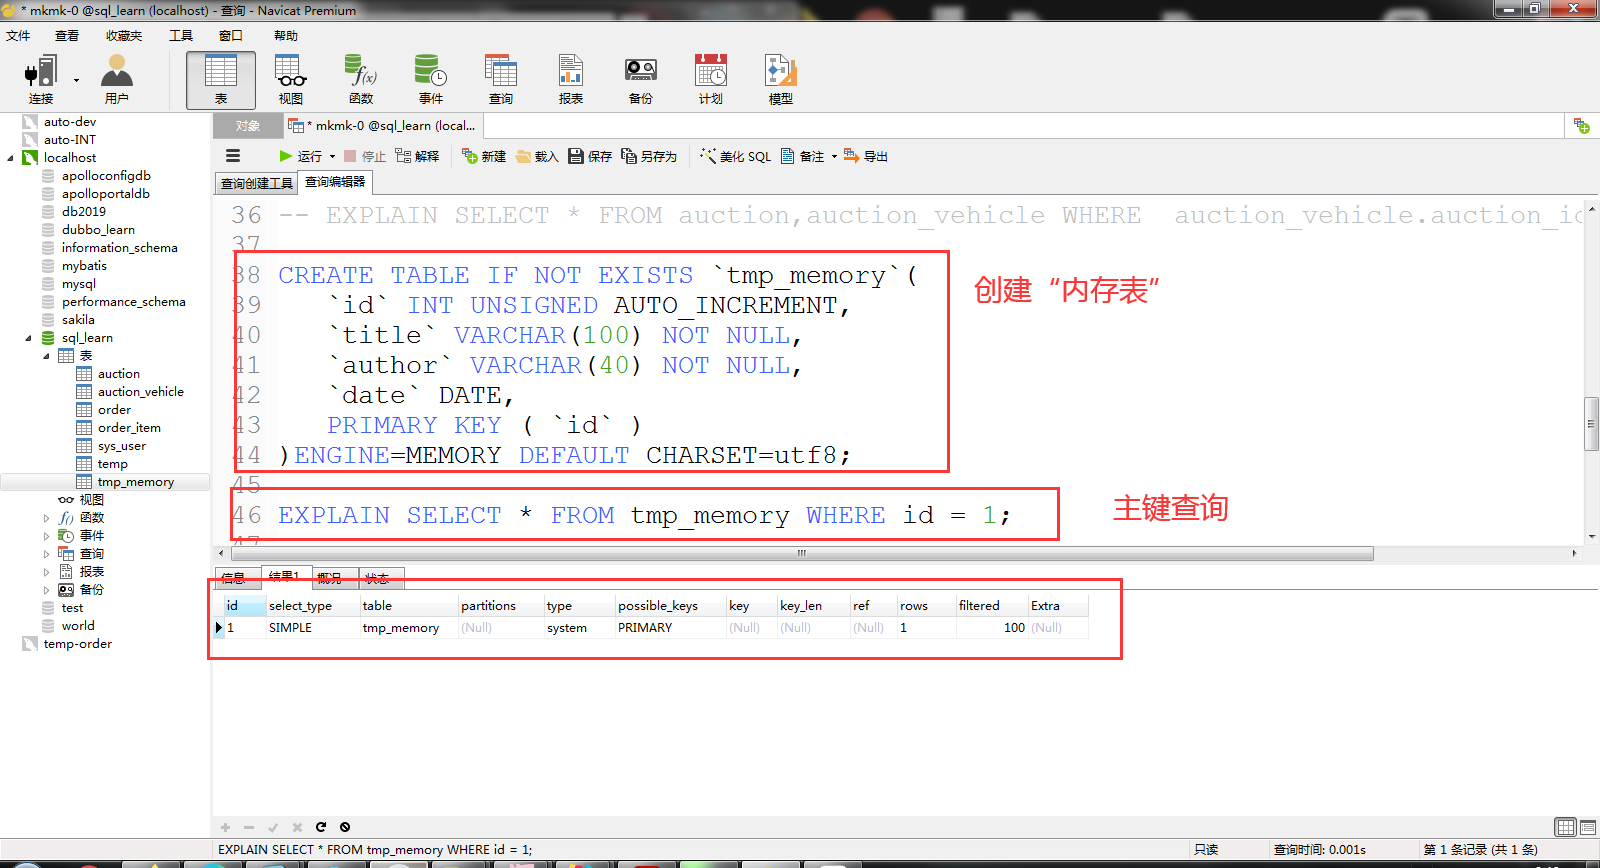 * mkmk-0 @sql_learn (localhost) - 查询 - Navicat Premium
文件 查看 收藏夹 工具 窗口 帮助
连接 用户 表 视图 函数 事件 查询 报表 备份 计划 模型
auto-dev
auto-INT
localhost
apolloconfigdb
apolloportaldb
db2019
dubbo_learn
information_schema
mybatis
mysql
performance_schema
sakila
sql_learn
表
auction
auction_vehicle
order
order_item
sys_user
temp
tmp_memory
视图
函数
事件
查询
报表
备份
test
world
temp-order
对象 * mkmk-0 @sql_learn (local...
运行 停止 解释 新建 载入 保存 另存为 美化 SQL 备注 导出
查询创建工具 查询编辑器
36 -- EXPLAIN SELECT * FROM auction,auction_vehicle WHERE  auction_vehicle.auction_id
37
38 CREATE TABLE IF NOT EXISTS `tmp_memory`(
39 `id` INT UNSIGNED AUTO_INCREMENT,
40 `title` VARCHAR(100) NOT NULL,
41 `author` VARCHAR(40) NOT NULL,
42 `date` DATE,
43 PRIMARY KEY ( `id` )
44 )ENGINE=MEMORY DEFAULT CHARSET=utf8;
45
46 EXPLAIN SELECT * FROM tmp_memory WHERE id = 1;
47
创建“内存表”
主键查询
信息 结果1 概况 状态
id select_type table partitions type possible_keys key key_len ref rows filtered Extra
1 SIMPLE tmp_memory (Null) system PRIMARY (Null) (Null) (Null) 1 100 (Null)
EXPLAIN SELECT * FROM tmp_memory WHERE id = 1; 只读 查询时间: 0.001s 第 1 条记录 (共 1 条)